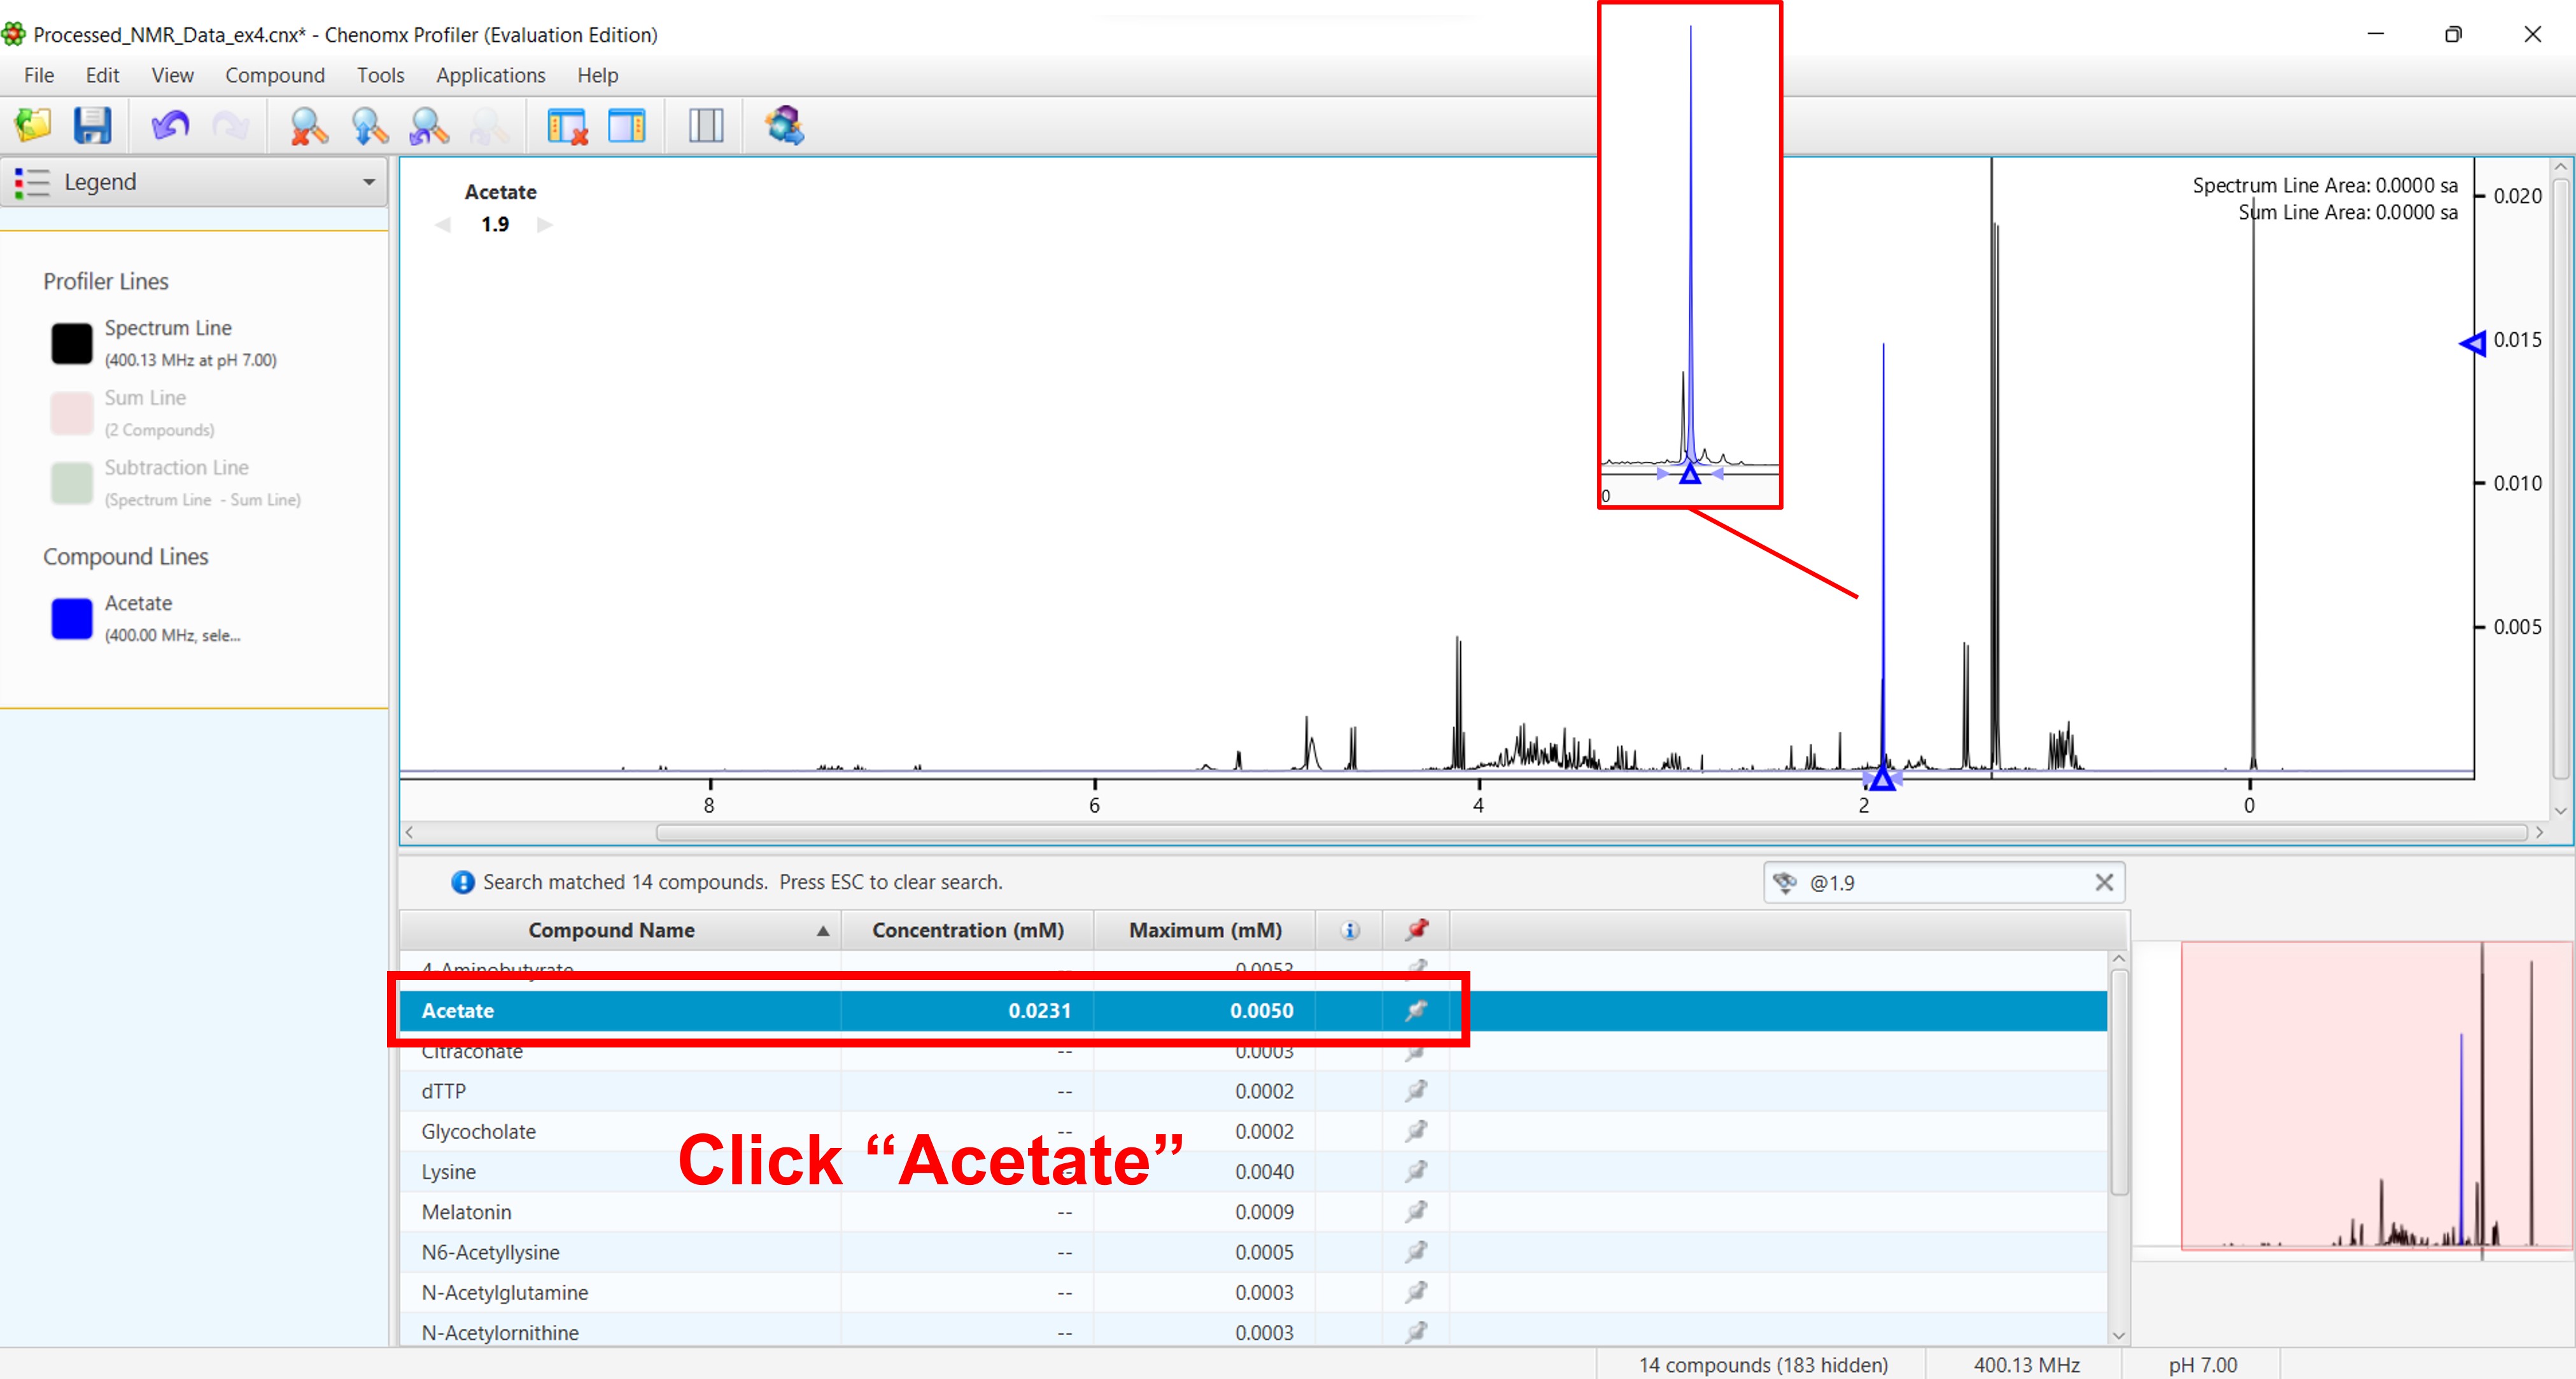 Processed_NMR_Data_ex4.cnx* - Chenomx Profiler (Evaluation Edition)
File Edit View Compound Tools Applications Help
Legend
Profiler Lines
Spectrum Line
(400.13 MHz at pH 7.00)
Sum Line
(2 Compounds)
Subtraction Line
(Spectrum Line - Sum Line)
Compound Lines
Acetate
(400.00 MHz, sele...
Acetate
1.9
0
Spectrum Line Area: 0.0000 sa
Sum Line Area: 0.0000 sa
0.020
0.015
0.010
0.005
8 6 4 2 0
Search matched 14 compounds. Press ESC to clear search.
@1.9
Compound Name Concentration (mM) Maximum (mM)
4-Aminobutyrate -- 0.0053
Acetate 0.0231 0.0050
Citraconate -- 0.0003
dTTP -- 0.0002
Glycocholate -- 0.0002
Lysine -- 0.0040
Melatonin -- 0.0009
N6-Acetyllysine -- 0.0005
N-Acetylglutamine -- 0.0003
N-Acetylornithine -- 0.0003
Click “Acetate”
14 compounds (183 hidden) 400.13 MHz pH 7.00